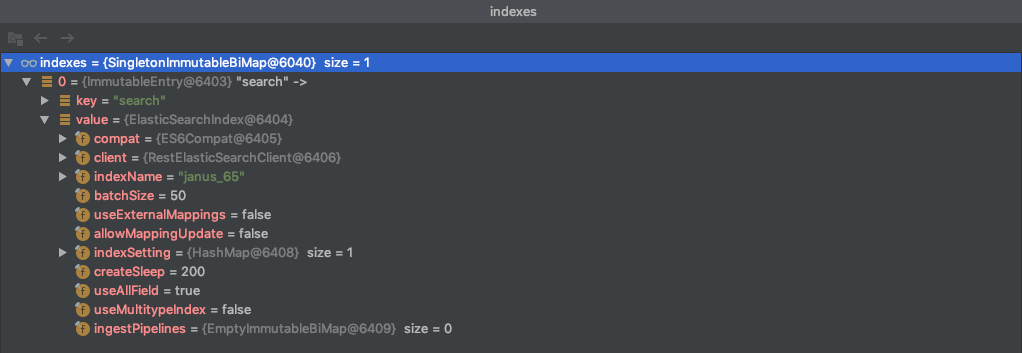 indexes
indexes = {SingletonImmutableBiMap@6040} size = 1
0 = {ImmutableEntry@6403} "search" ->
key = "search"
value = {ElasticSearchIndex@6404}
compat = {ES6Compat@6405}
client = {RestElasticSearchClient@6406}
indexName = "janus_65"
batchSize = 50
useExternalMappings = false
allowMappingUpdate = false
indexSetting = {HashMap@6408} size = 1
createSleep = 200
useAllField = true
useMultitypeIndex = false
ingestPipelines = {EmptyImmutableBiMap@6409} size = 0